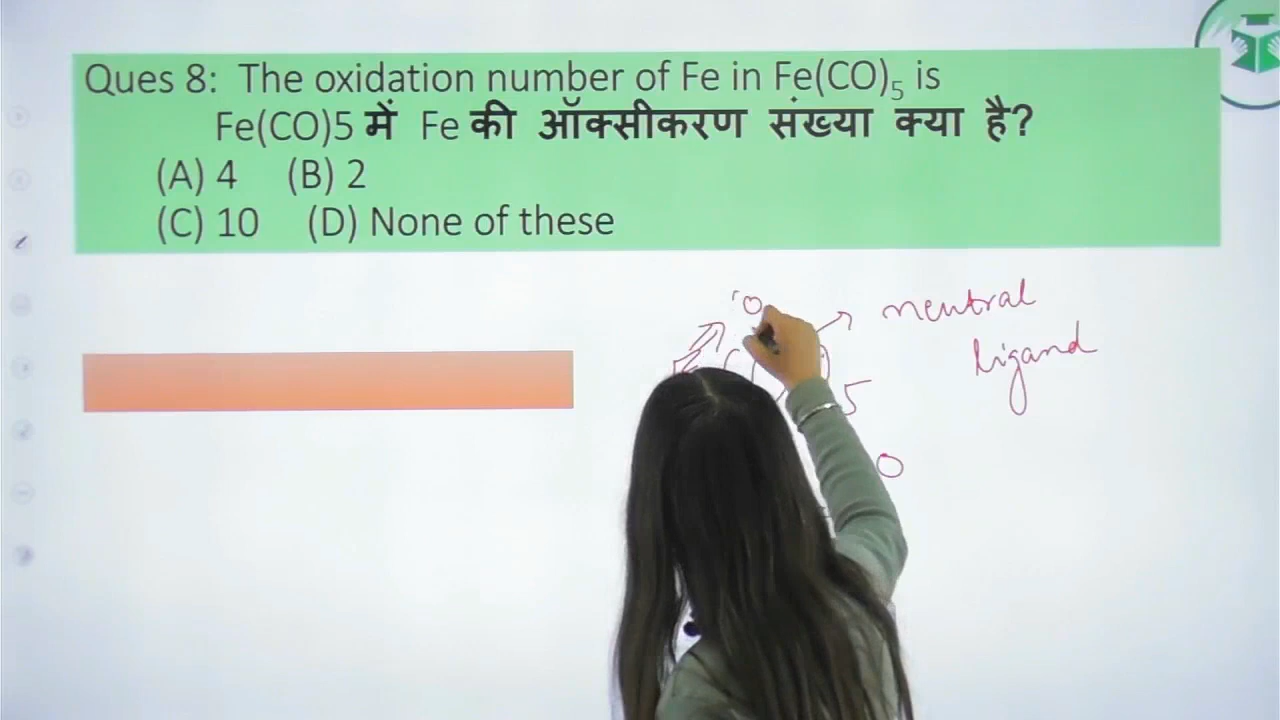 Ques 8: The oxidation number of Fe in Fe(CO)₅ is
Fe(CO)5 में Fe की ऑक्सीकरण संख्या क्या है?
(A) 4 (B) 2
(C) 10 (D) None of these
neutral
ligand
5
0